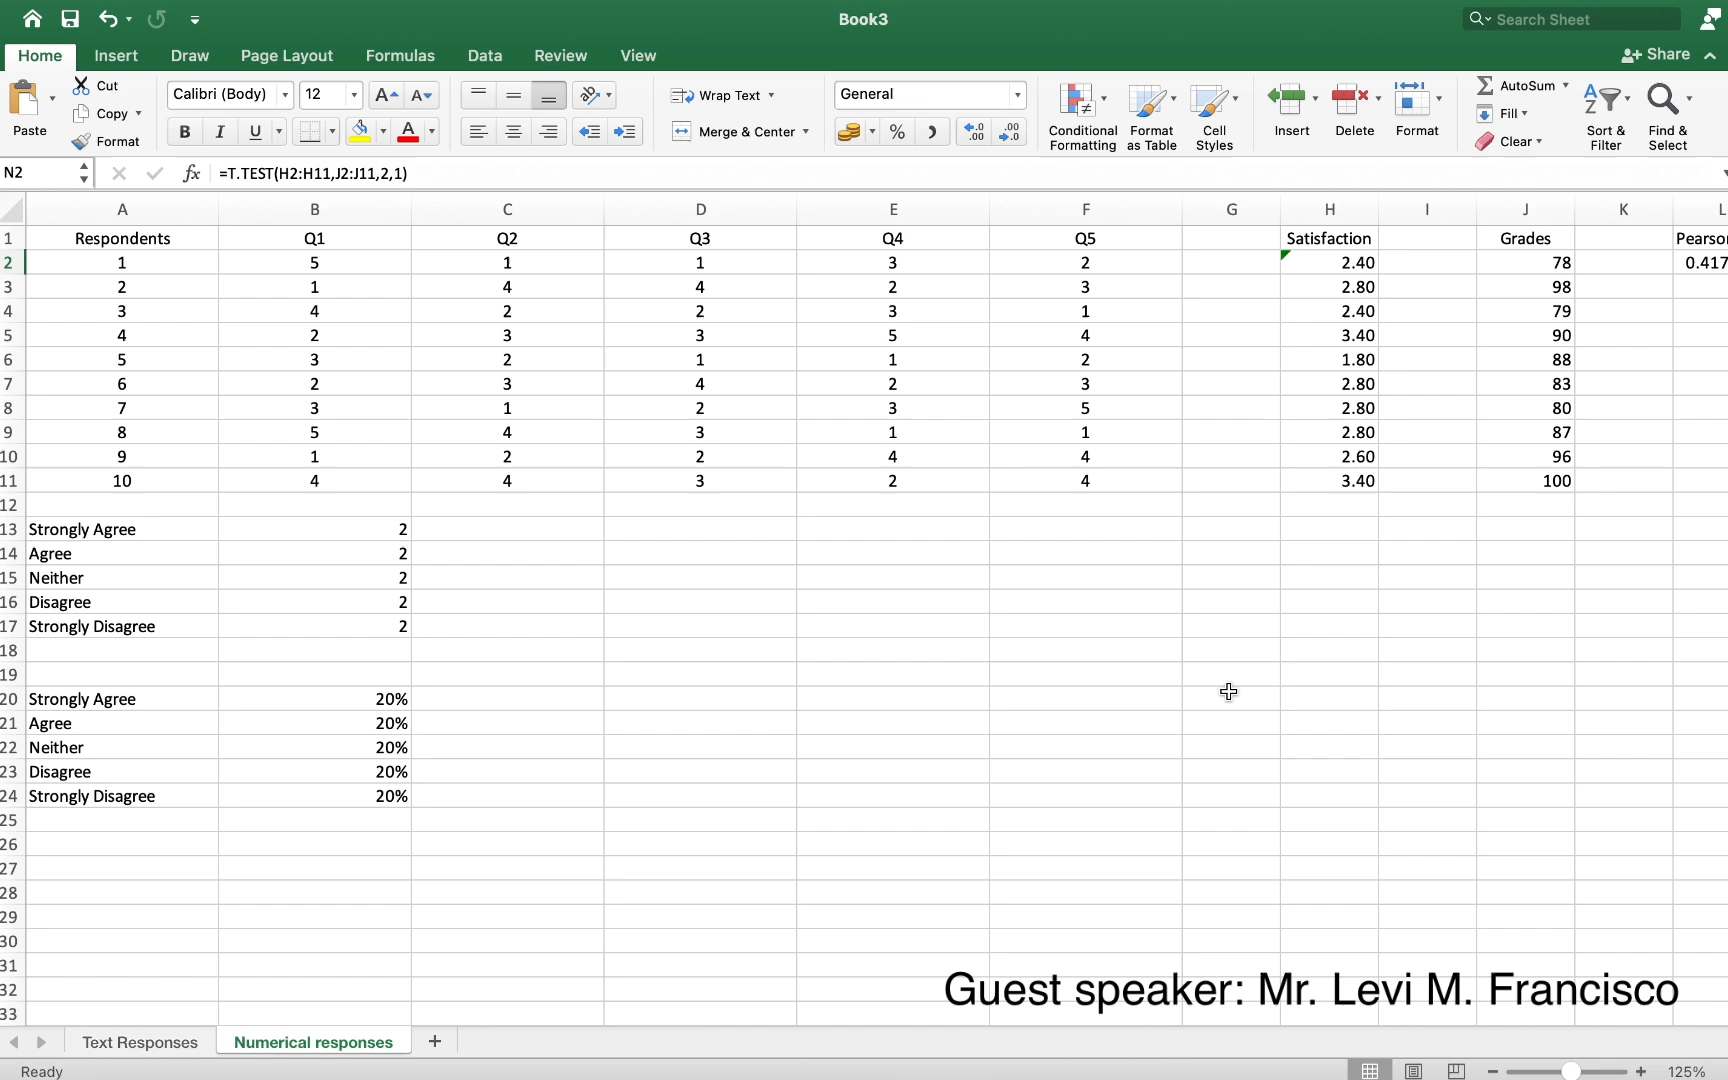 Book3
Search Sheet
Home Insert Draw Page Layout Formulas Data Review View Share
Paste Cut Copy Format
Calibri (Body) 12
B I U A
Wrap Text
Merge & Center
General
Conditional Formatting
Format as Table
Cell Styles
Insert Delete Format
AutoSum
Fill
Clear
Sort & Filter
Find & Select
N2 fx =T.TEST(H2:H11,J2:J11,2,1)
A B C D E F G H I J K L
1 Respondents Q1 Q2 Q3 Q4 Q5 Satisfaction Grades
2 1 5 1 1 3 2 2.40 78 0.417
3 2 1 4 4 2 3 2.80 98
4 3 4 2 2 3 1 2.40 79
5 4 2 3 3 5 4 3.40 90
6 5 3 2 1 1 2 1.80 88
7 6 2 3 4 2 3 2.80 83
8 7 3 1 2 3 5 2.80 80
9 8 5 4 3 1 1 2.80 87
10 9 1 2 2 4 4 2.60 96
11 10 4 4 3 2 4 3.40 100
12
13 Strongly Agree 2
14 Agree 2
15 Neither 2
16 Disagree 2
17 Strongly Disagree 2
18
19
20 Strongly Agree 20%
21 Agree 20%
22 Neither 20%
23 Disagree 20%
24 Strongly Disagree 20%
25
26
27
28
29
30
31
32
33
Guest speaker: Mr. Levi M. Francisco
Text Responses Numerical responses +
Ready 125%